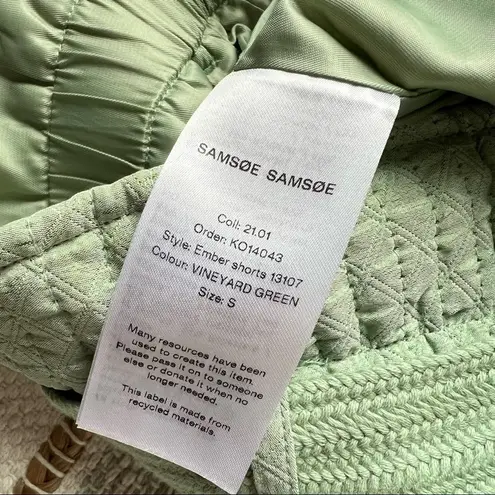 SAMSØE SAMSØE
Coll: 21.01
Order: KO14043
Style: Ember shorts 13107
Colour: VINEYARD GREEN
Size: S
Many resources have been
used to create this item.
Please pass it on to someone
else or donate it when no
longer needed.
This label is made from
recycled materials.